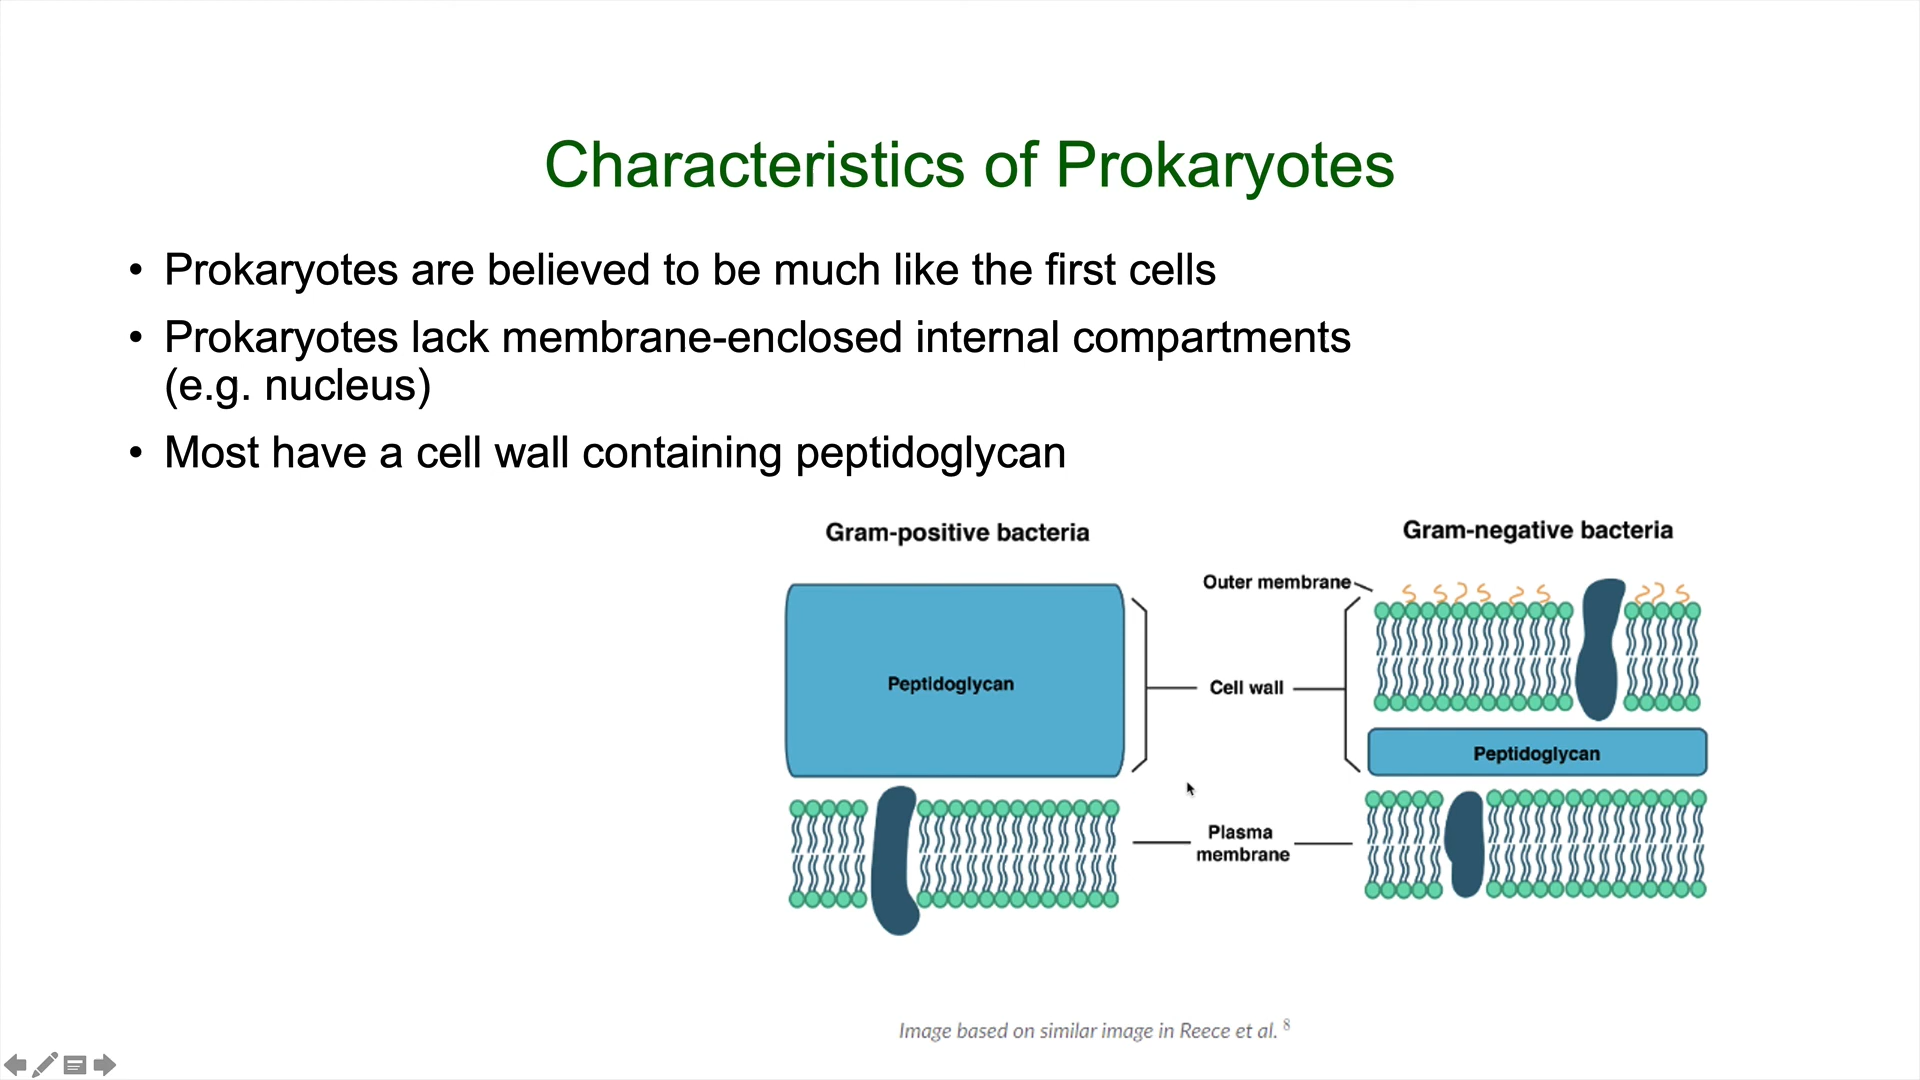 Characteristics of Prokaryotes
• Prokaryotes are believed to be much like the first cells
• Prokaryotes lack membrane-enclosed internal compartments
(e.g. nucleus)
• Most have a cell wall containing peptidoglycan
Gram-positive bacteria
Gram-negative bacteria
Outer membrane
Peptidoglycan
Cell wall
Peptidoglycan
Plasma
membrane
Image based on similar image in Reece et al. 8